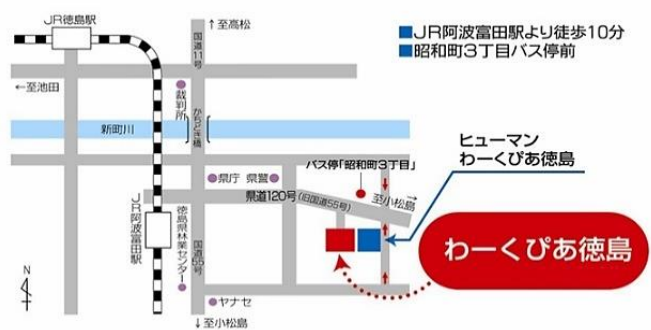 JR徳島駅
↑至高松
国道11号
■JR阿波富田駅より徒歩10分
■昭和町3丁目バス停前
←至池田
裁判所
新町川
かちどき橋
ヒューマン
わーくぴあ徳島
バス停「昭和町3丁目」
県庁 県警
県道120号(旧国道55号)
至小松島→
JR阿波富田駅
徳島県林業センター
国道55号
わーくぴあ徳島
N
ヤナセ
↓至小松島